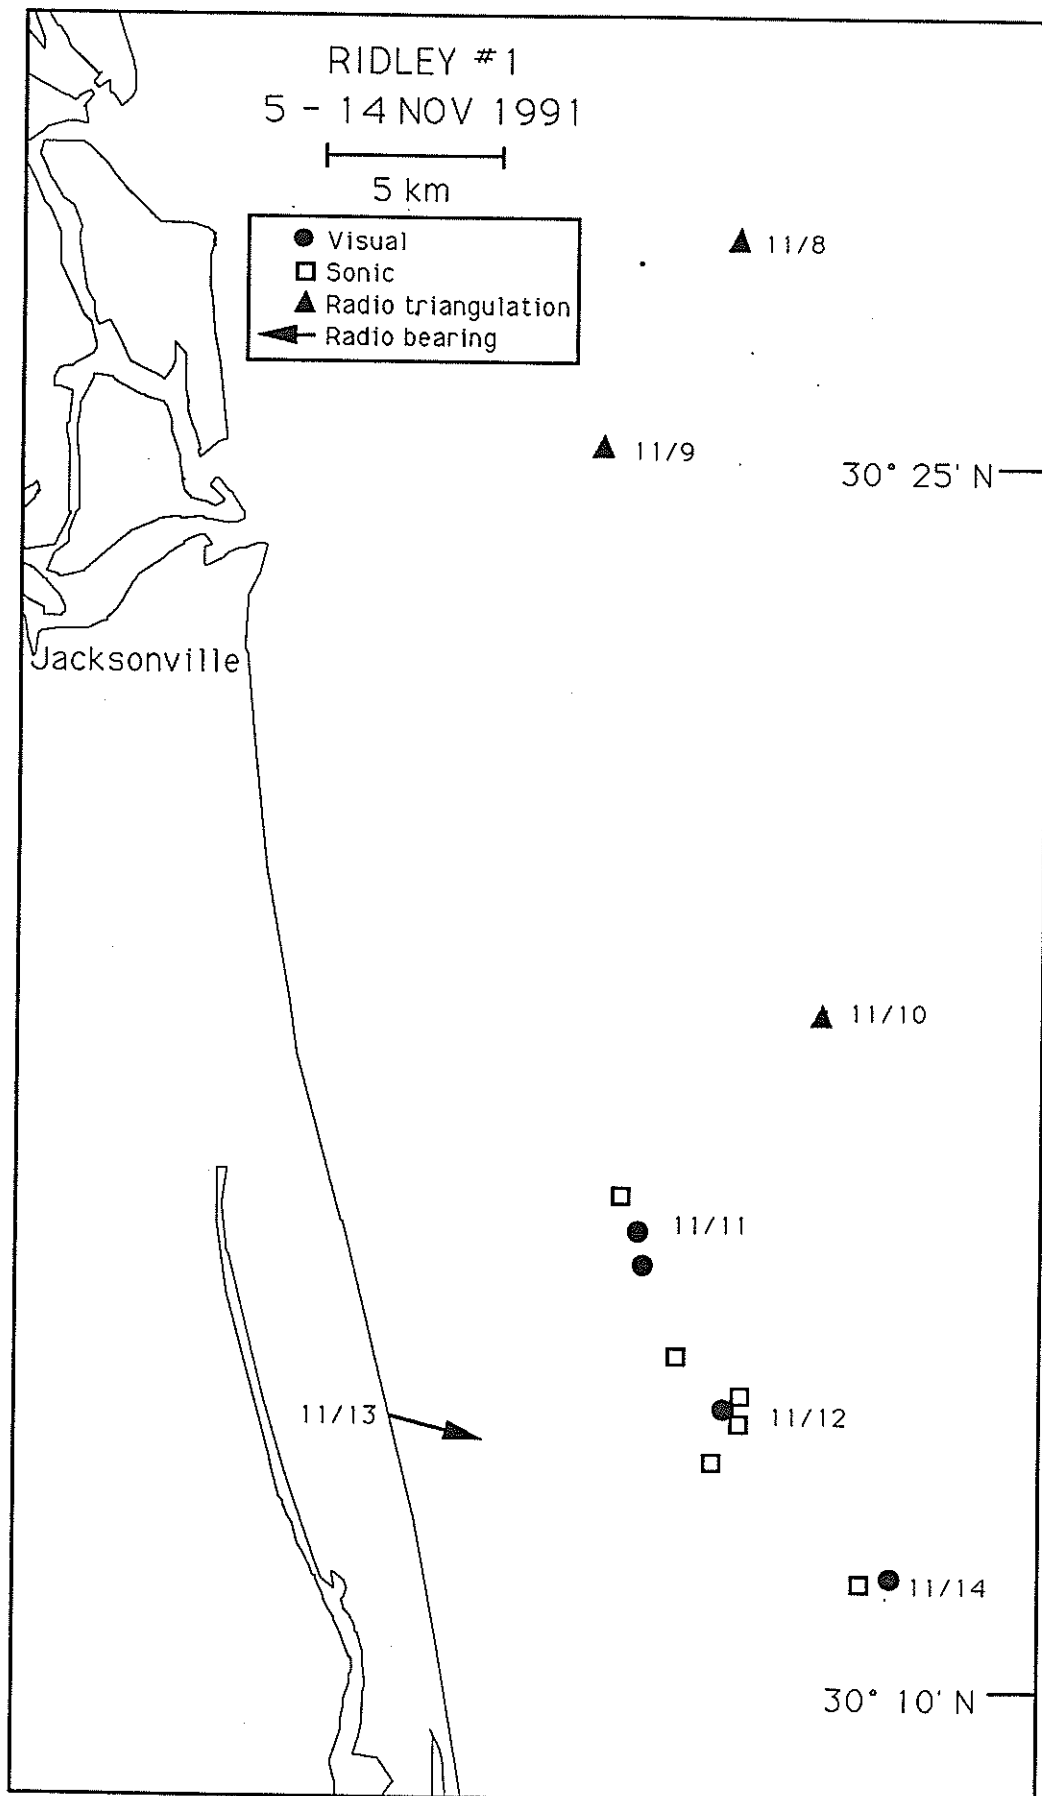 RIDLEY #1
5 - 14 NOV 1991
5 km
Visual
Sonic
Radio triangulation
Radio bearing
11/8
11/9
30° 25' N
Jacksonville
11/10
11/11
11/13
11/12
11/14
30° 10' N